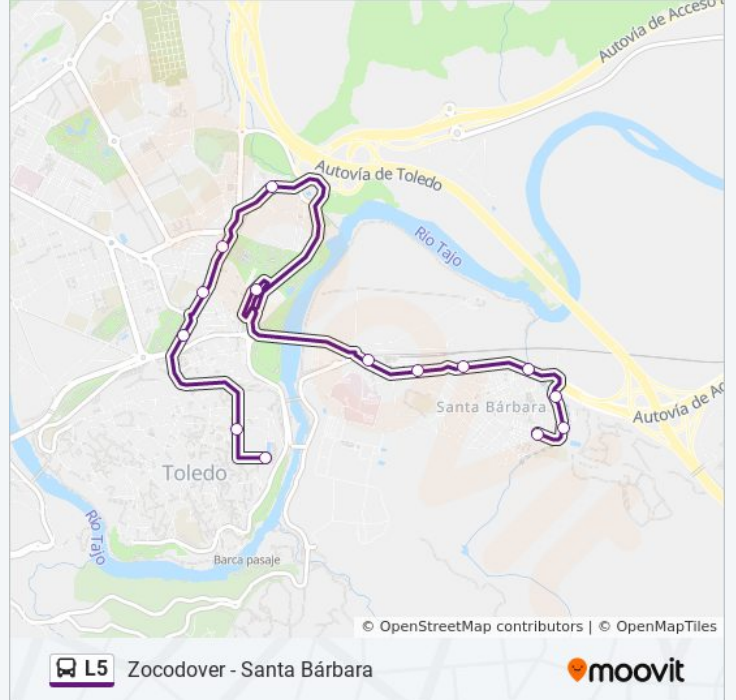 Autovía de Acceso
Autovía de Toledo
Río Tajo
Santa Bárbara
Autovía de Ac
Toledo
Río Tajo
Barca pasaje
© OpenStreetMap contributors | © OpenMapTiles
L5 Zocodover - Santa Bárbara
moovit